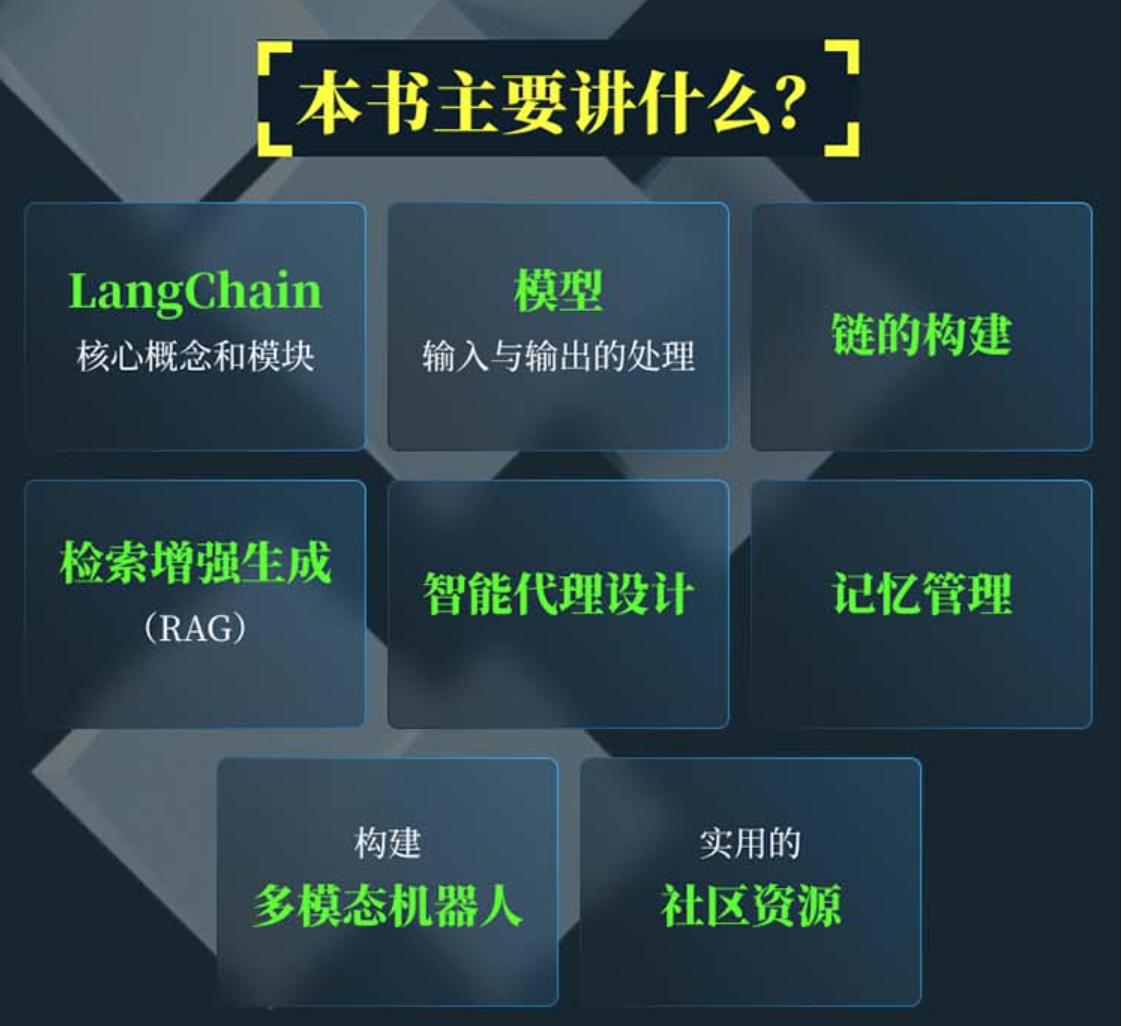 本书主要讲什么?
LangChain
核心概念和模块
模型
输入与输出的处理
链的构建
检索增强生成
（RAG）
智能代理设计
记忆管理
构建
多模态机器人
实用的
社区资源